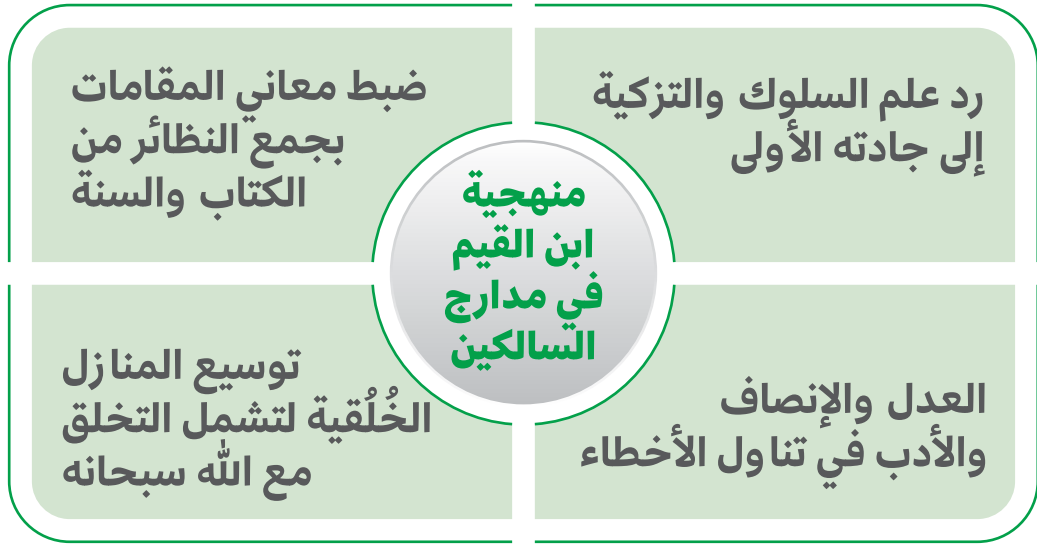 منهجية
ابن القيم
في مدارج
السالكين
رد علم السلوك والتزكية
إلى جادته الأولى
ضبط معاني المقامات
بجمع النظائر من
الكتاب والسنة
العدل والإنصاف
والأدب في تناول الأخطاء
توسيع المنازل
الخُلُقية لتشمل التخلق
مع الله سبحانه